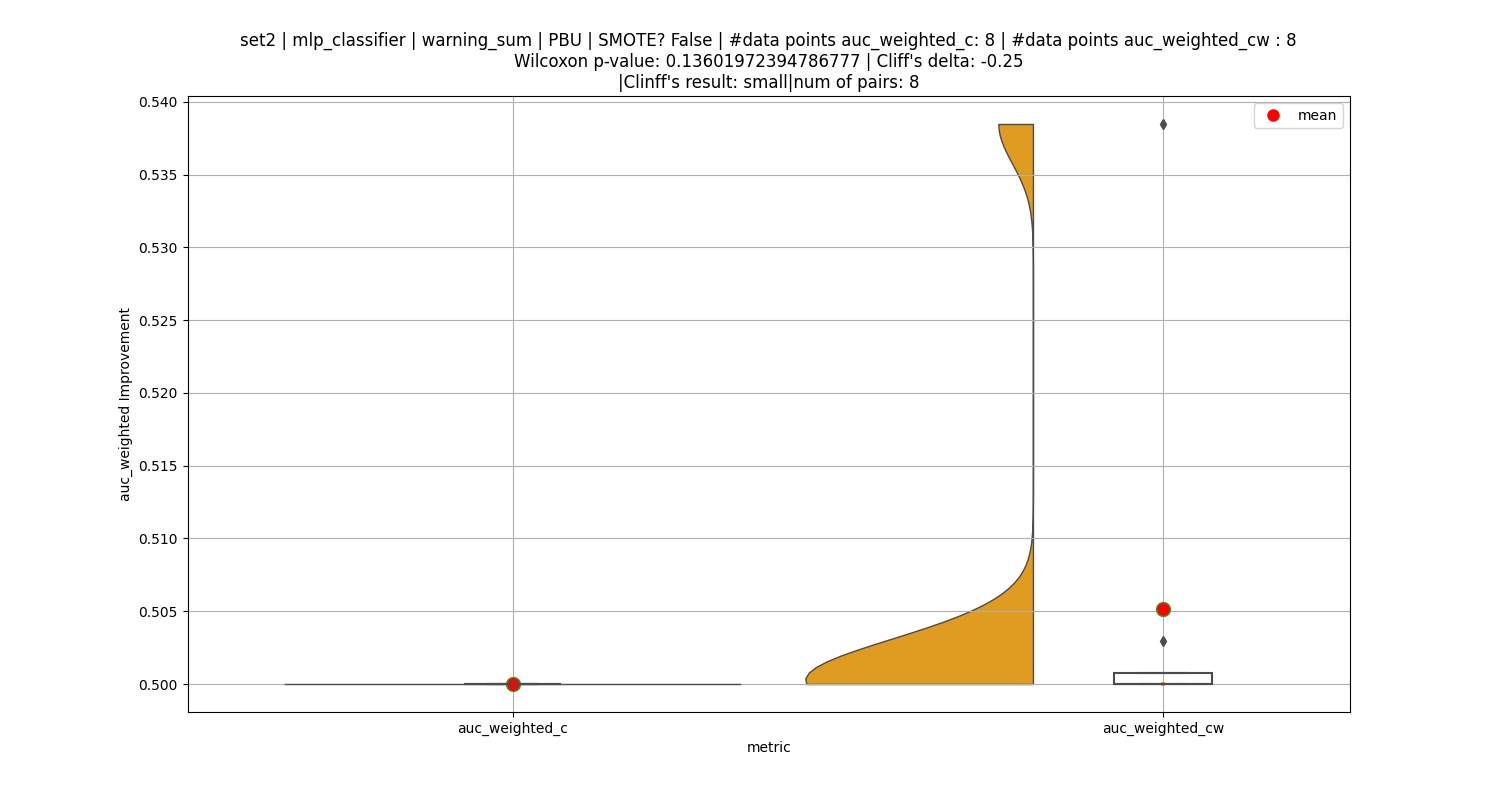 set2 | mlp_classifier | warning_sum | PBU | SMOTE? False | #data points auc_weighted_c: 8 | #data points auc_weighted_cw : 8
Wilcoxon p-value: 0.13601972394786777 | Cliff's delta: -0.25
|Clinff's result: small|num of pairs: 8
mean
0.540
0.535
0.530
0.525
0.520
0.515
0.510
0.505
0.500
auc_weighted Improvement
auc_weighted_c
auc_weighted_cw
metric